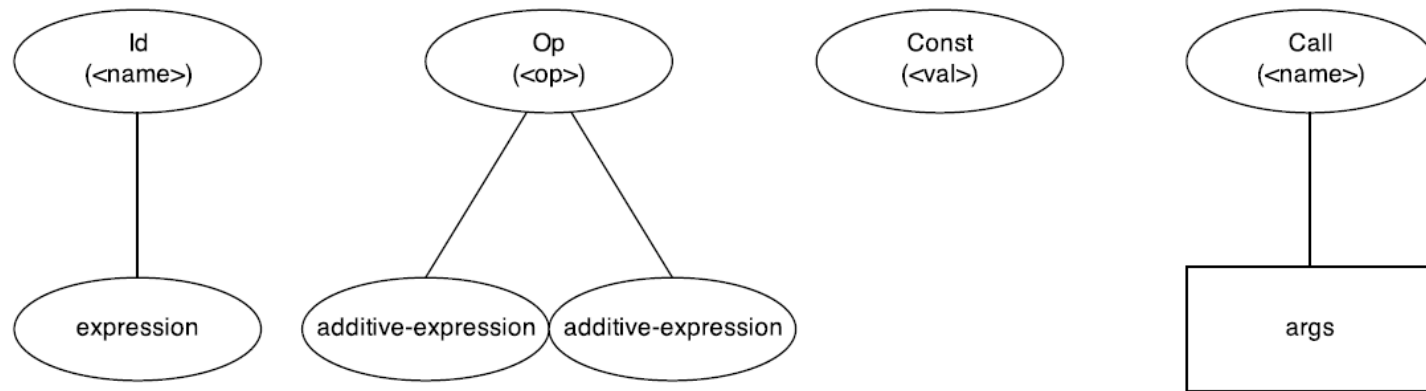 Id
(<name>)
Op
(<op>)
Const
(<val>)
Call
(<name>)
expression
additive-expression
additive-expression
args